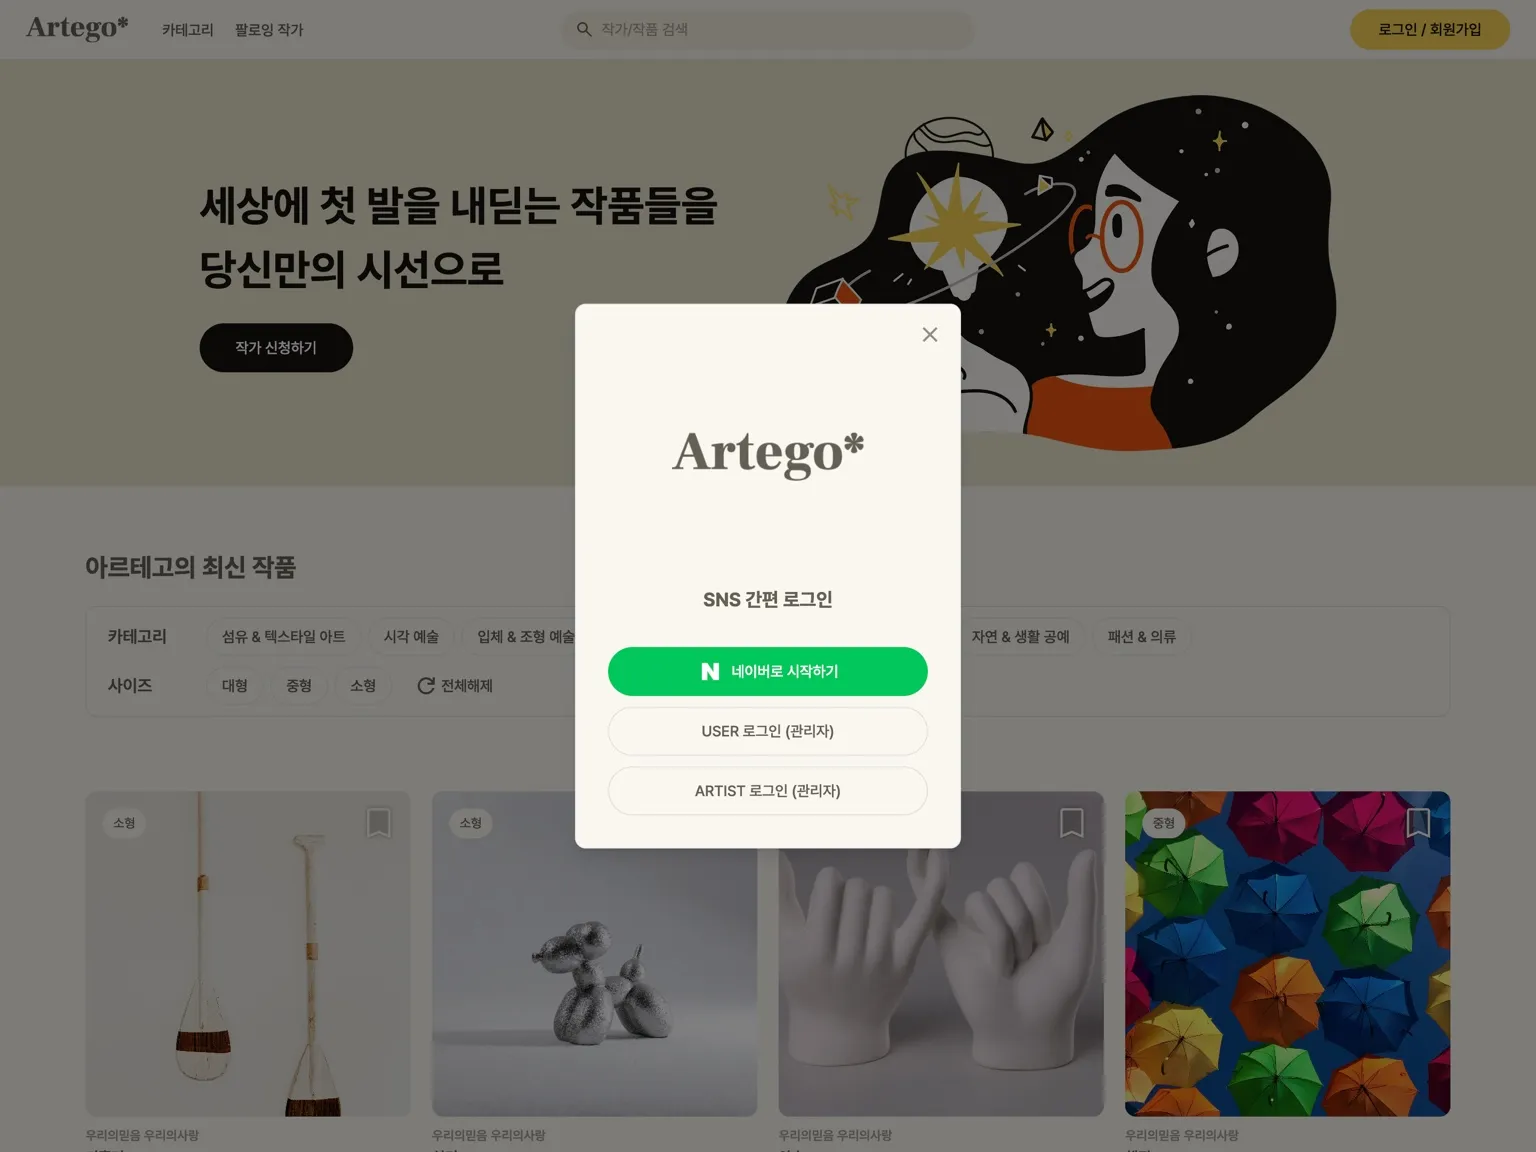 Artego*
카테고리
팔로잉 작가
작가/작품 검색
로그인 / 회원가입
세상에 첫 발을 내딛는 작품들을
당신만의 시선으로
작가 신청하기
Artego*
SNS 간편 로그인
네이버로 시작하기
USER 로그인 (관리자)
ARTIST 로그인 (관리자)
아르테고의 최신 작품
카테고리
섬유 & 텍스타일 아트
시각 예술
입체 & 조형 예술
자연 & 생활 공예
패션 & 의류
사이즈
대형
중형
소형
전체해제
소형
소형
중형
우리의믿음 우리의사랑
우리의믿음 우리의사랑
우리의믿음 우리의사랑
우리의믿음 우리의사랑